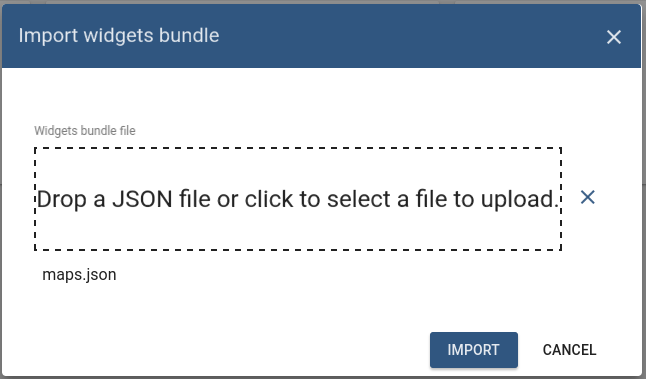 Import widgets bundle
Widgets bundle file
Drop a JSON file or click to select a file to upload.
maps.json
IMPORT CANCEL